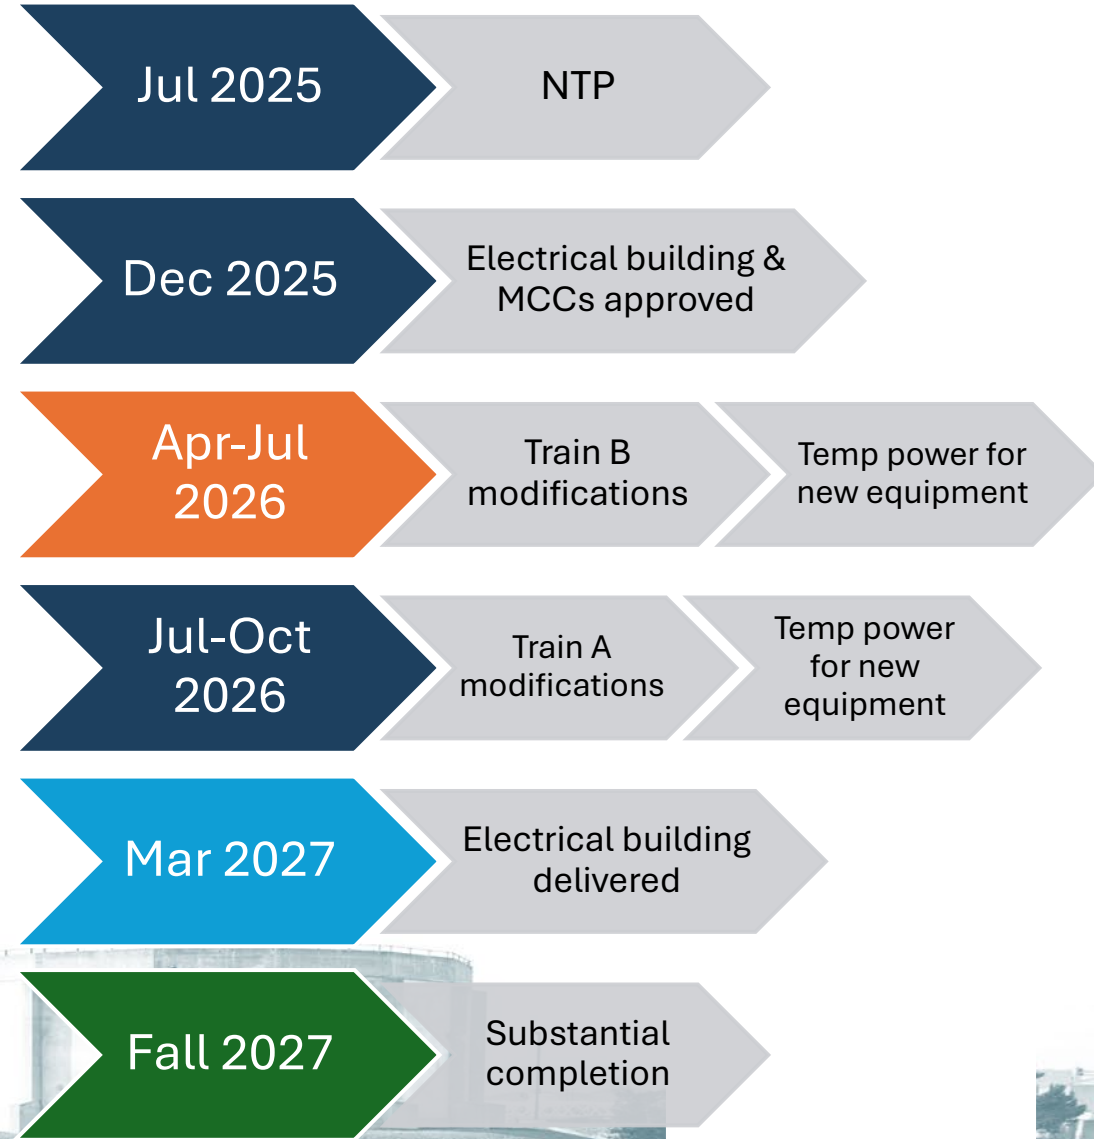 Jul 2025
NTP
Dec 2025
Electrical building &
MCCs approved
Apr-Jul
2026
Train B
modifications
Temp power for
new equipment
Jul-Oct
2026
Train A
modifications
Temp power
for new
equipment
Mar 2027
Electrical building
delivered
Fall 2027
Substantial
completion